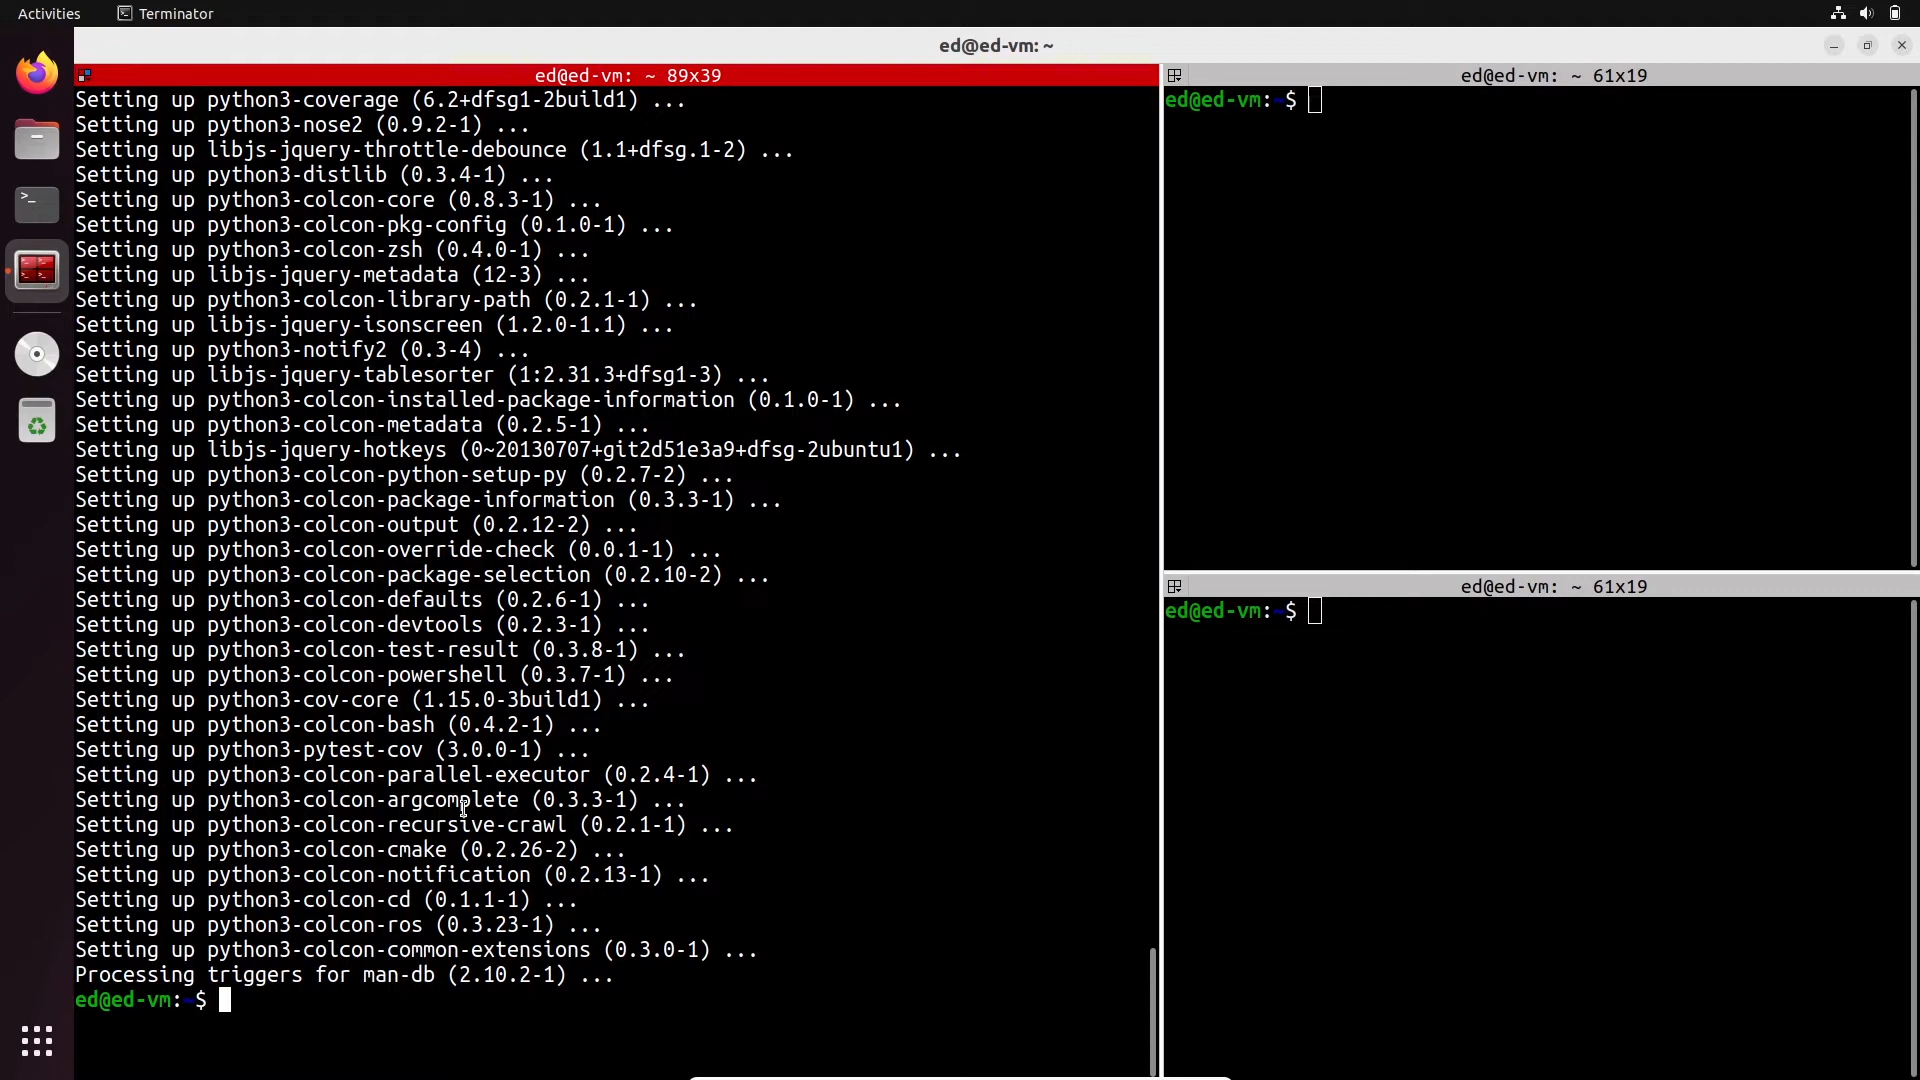 Activities
Terminator
ed@ed-vm: ~
ed@ed-vm: ~ 89x39
Setting up python3-coverage (6.2+dfsg1-2build1) ...
Setting up python3-nose2 (0.9.2-1) ...
Setting up libjs-jquery-throttle-debounce (1.1+dfsg.1-2) ...
Setting up python3-distlib (0.3.4-1) ...
Setting up python3-colcon-core (0.8.3-1) ...
Setting up python3-colcon-pkg-config (0.1.0-1) ...
Setting up python3-colcon-zsh (0.4.0-1) ...
Setting up libjs-jquery-metadata (12-3) ...
Setting up python3-colcon-library-path (0.2.1-1) ...
Setting up libjs-jquery-isonscreen (1.2.0-1.1) ...
Setting up python3-notify2 (0.3-4) ...
Setting up libjs-jquery-tablesorter (1:2.31.3+dfsg1-3) ...
Setting up python3-colcon-installed-package-information (0.1.0-1) ...
Setting up python3-colcon-metadata (0.2.5-1) ...
Setting up libjs-jquery-hotkeys (0~20130707+git2d51e3a9+dfsg-2ubuntu1) ...
Setting up python3-colcon-python-setup-py (0.2.7-2) ...
Setting up python3-colcon-package-information (0.3.3-1) ...
Setting up python3-colcon-output (0.2.12-2) ...
Setting up python3-colcon-override-check (0.0.1-1) ...
Setting up python3-colcon-package-selection (0.2.10-2) ...
Setting up python3-colcon-defaults (0.2.6-1) ...
Setting up python3-colcon-devtools (0.2.3-1) ...
Setting up python3-colcon-test-result (0.3.8-1) ...
Setting up python3-colcon-powershell (0.3.7-1) ...
Setting up python3-cov-core (1.15.0-3build1) ...
Setting up python3-colcon-bash (0.4.2-1) ...
Setting up python3-pytest-cov (3.0.0-1) ...
Setting up python3-colcon-parallel-executor (0.2.4-1) ...
Setting up python3-colcon-argcomplete (0.3.3-1) ...
Setting up python3-colcon-recursive-crawl (0.2.1-1) ...
Setting up python3-colcon-cmake (0.2.26-2) ...
Setting up python3-colcon-notification (0.2.13-1) ...
Setting up python3-colcon-cd (0.1.1-1) ...
Setting up python3-colcon-ros (0.3.23-1) ...
Setting up python3-colcon-common-extensions (0.3.0-1) ...
Processing triggers for man-db (2.10.2-1) ...
ed@ed-vm:~$
ed@ed-vm: ~ 61x19
ed@ed-vm:~$
ed@ed-vm: ~ 61x19
ed@ed-vm:~$